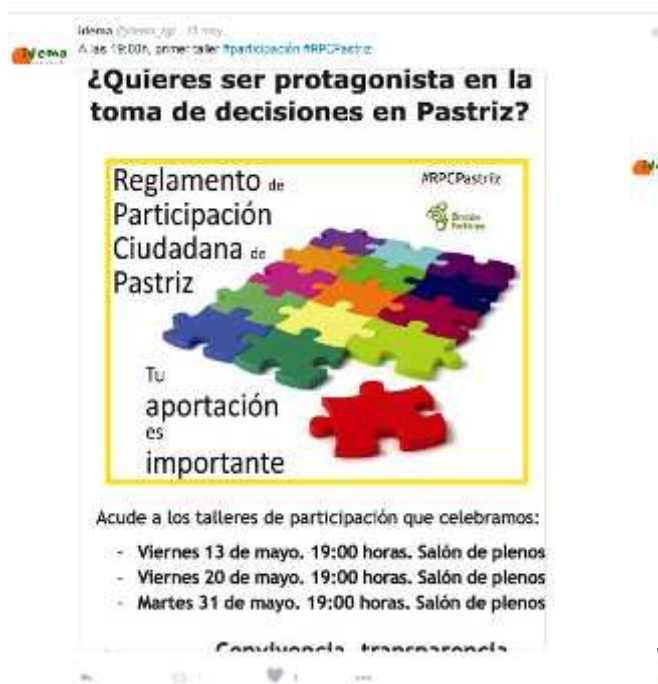 idema
A las 19:00h, primer taller #participación #RPCPastriz
idema
¿Quieres ser protagonista en la
toma de decisiones en Pastriz?
Reglamento de
Participación
Ciudadana de
Pastriz
#RPCPastriz
Tu
aportación
es
importante
Acude a los talleres de participación que celebramos:
- Viernes 13 de mayo. 19:00 horas. Salón de plenos
- Viernes 20 de mayo. 19:00 horas. Salón de plenos
- Martes 31 de mayo. 19:00 horas. Salón de plenos
Convivencia, transparencia